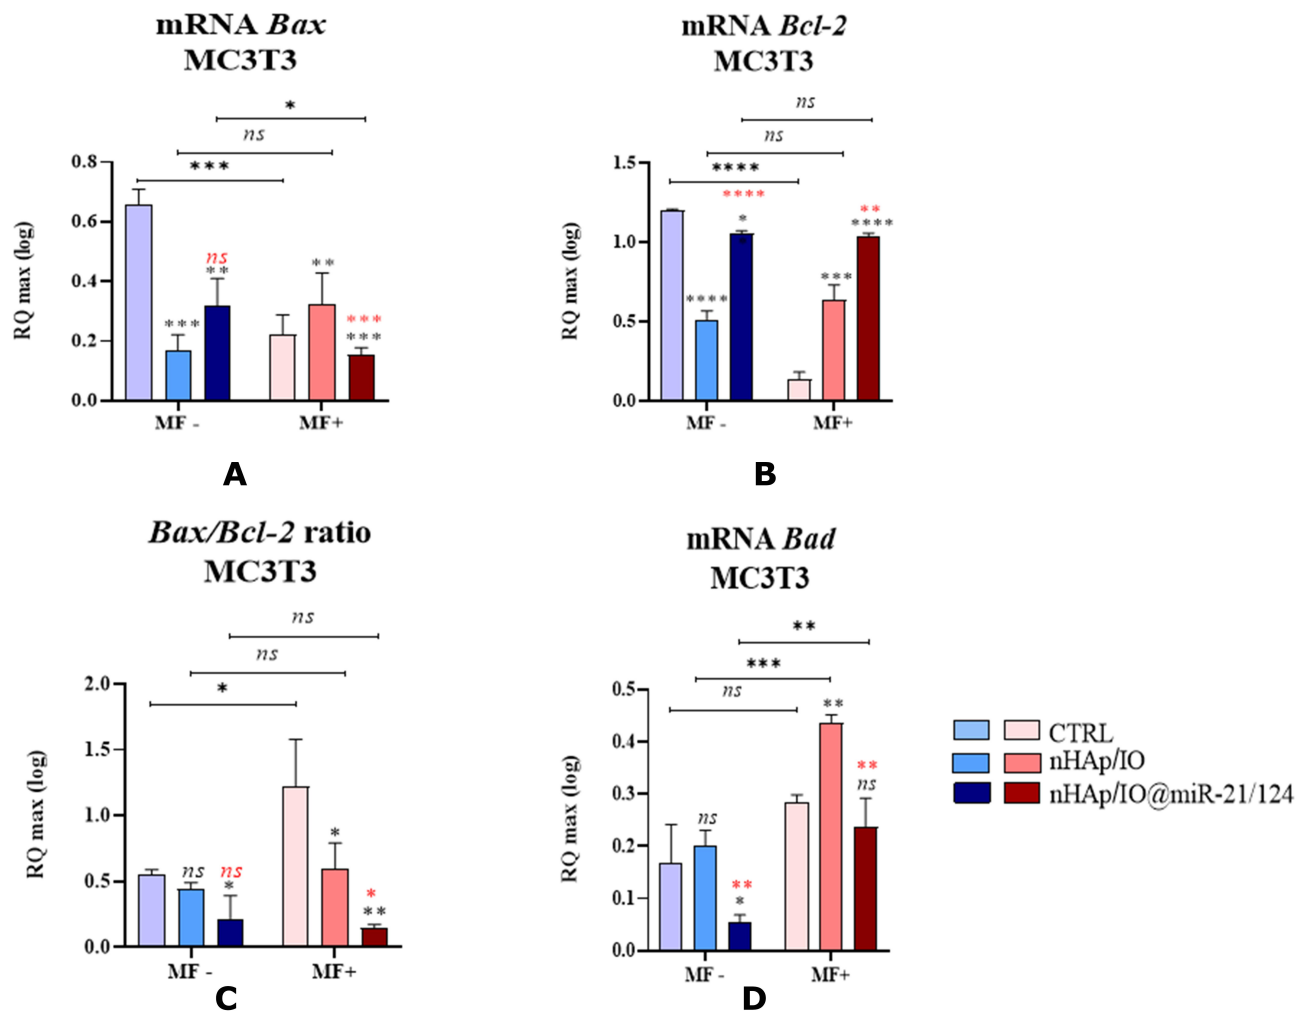 mRNA Bax
MC3T3
*
ns
***
0.8
0.6
0.4
0.2
0.0
RQ max (log)
***
ns
**
**
***
***
MF -
MF+
A
mRNA Bcl-2
MC3T3
ns
ns
****
1.5
1.0
0.5
0.0
RQ max (log)
****
****
*
***
**
****
MF -
MF+
B
Bax/Bcl-2 ratio
MC3T3
ns
ns
*
2.0
1.5
1.0
0.5
0.0
RQ max (log)
ns
ns
*
*
*
**
MF -
MF+
C
mRNA Bad
MC3T3
**
***
ns
0.5
0.4
0.3
0.2
0.1
0.0
RQ max (log)
ns
**
*
**
**
ns
MF -
MF+
D
CTRL
nHAp/IO
nHAp/IO@miR-21/124